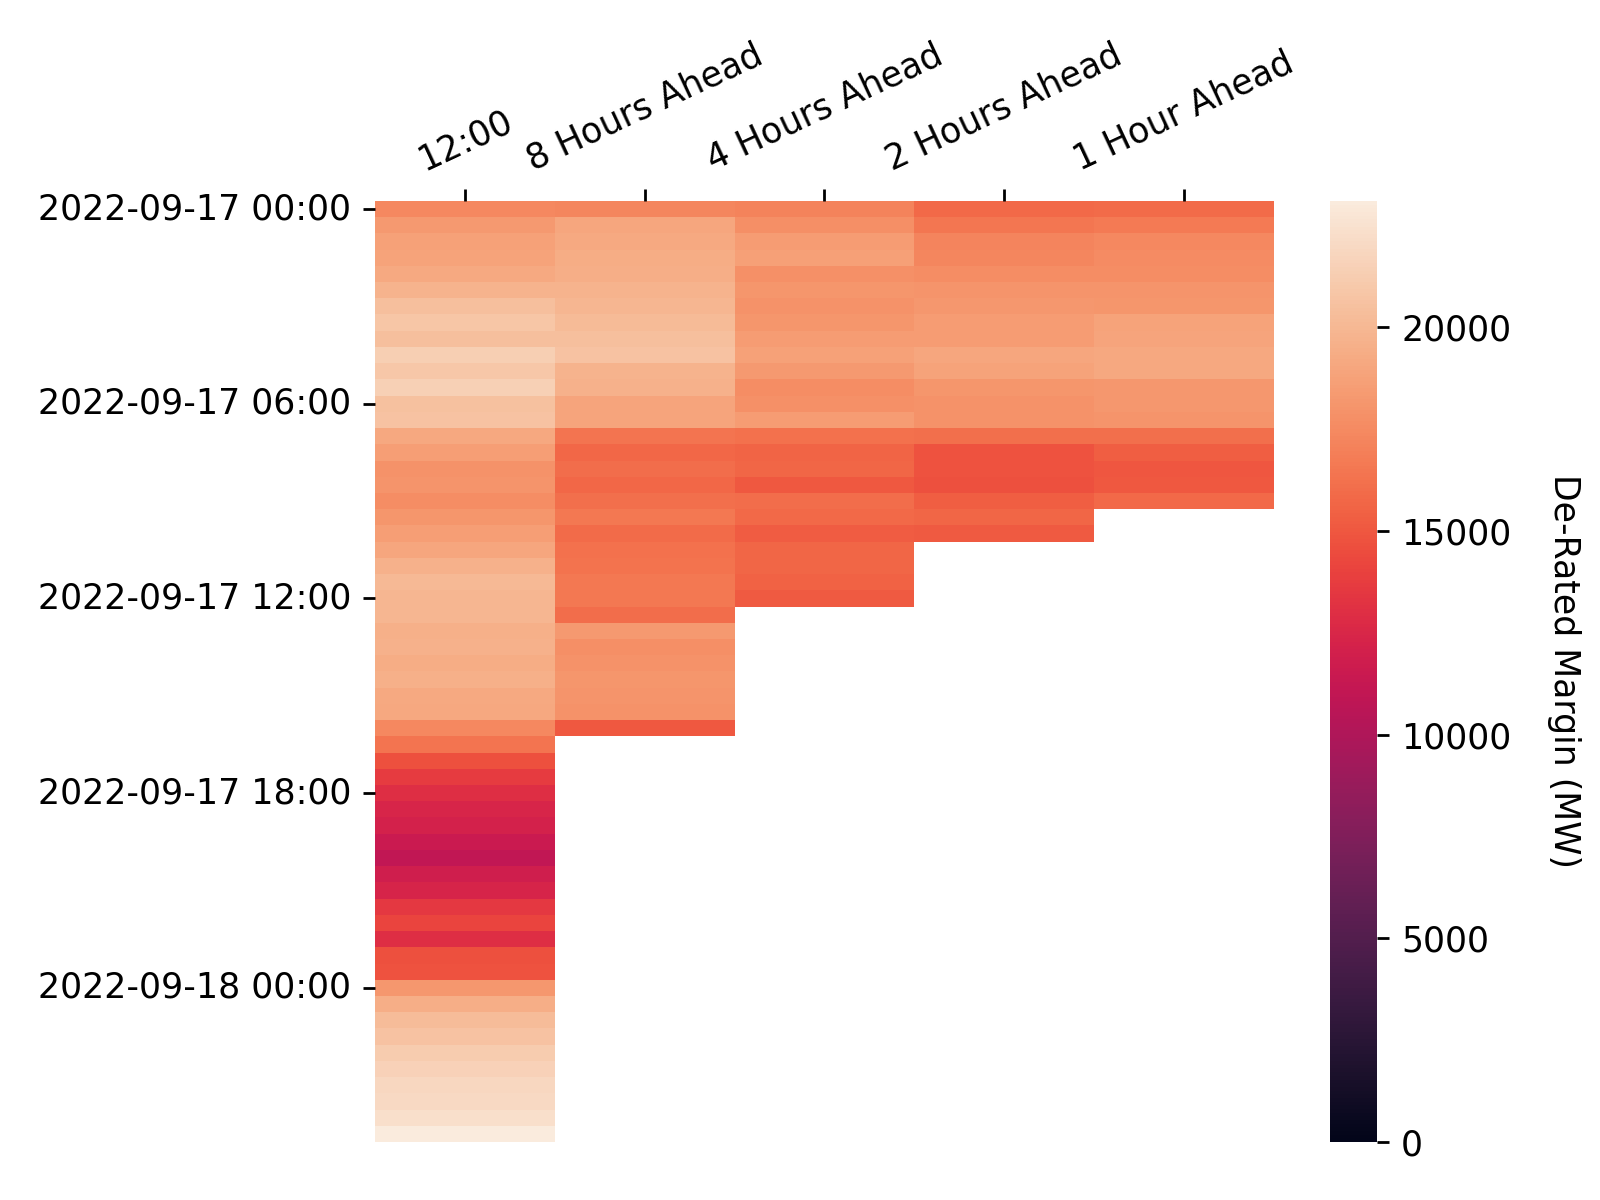 12:00
8 Hours Ahead
4 Hours Ahead
2 Hours Ahead
1 Hour Ahead
2022-09-17 00:00
2022-09-17 06:00
2022-09-17 12:00
2022-09-17 18:00
2022-09-18 00:00
20000
15000
10000
5000
0
De-Rated Margin (MW)